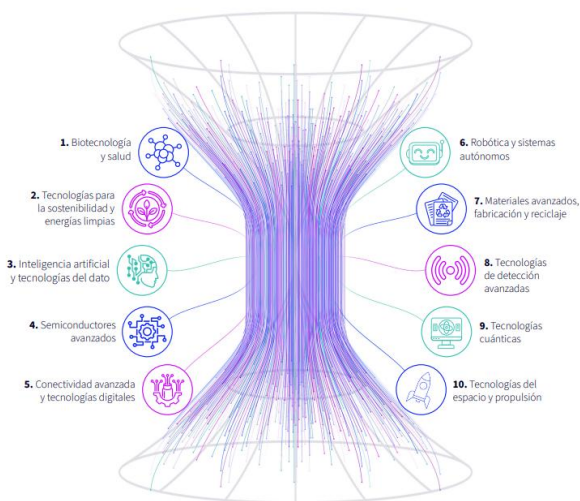 1. Biotecnología
y salud
2. Tecnologías para
la sostenibilidad y
energías limpias
3. Inteligencia artificial
y tecnologías del dato
4. Semiconductores
avanzados
5. Conectividad avanzada
y tecnologías digitales
6. Robótica y sistemas
autónomos
7. Materiales avanzados,
fabricación y reciclaje
8. Tecnologías
de detección
avanzadas
9. Tecnologías
cuánticas
10. Tecnologías del
espacio y propulsión